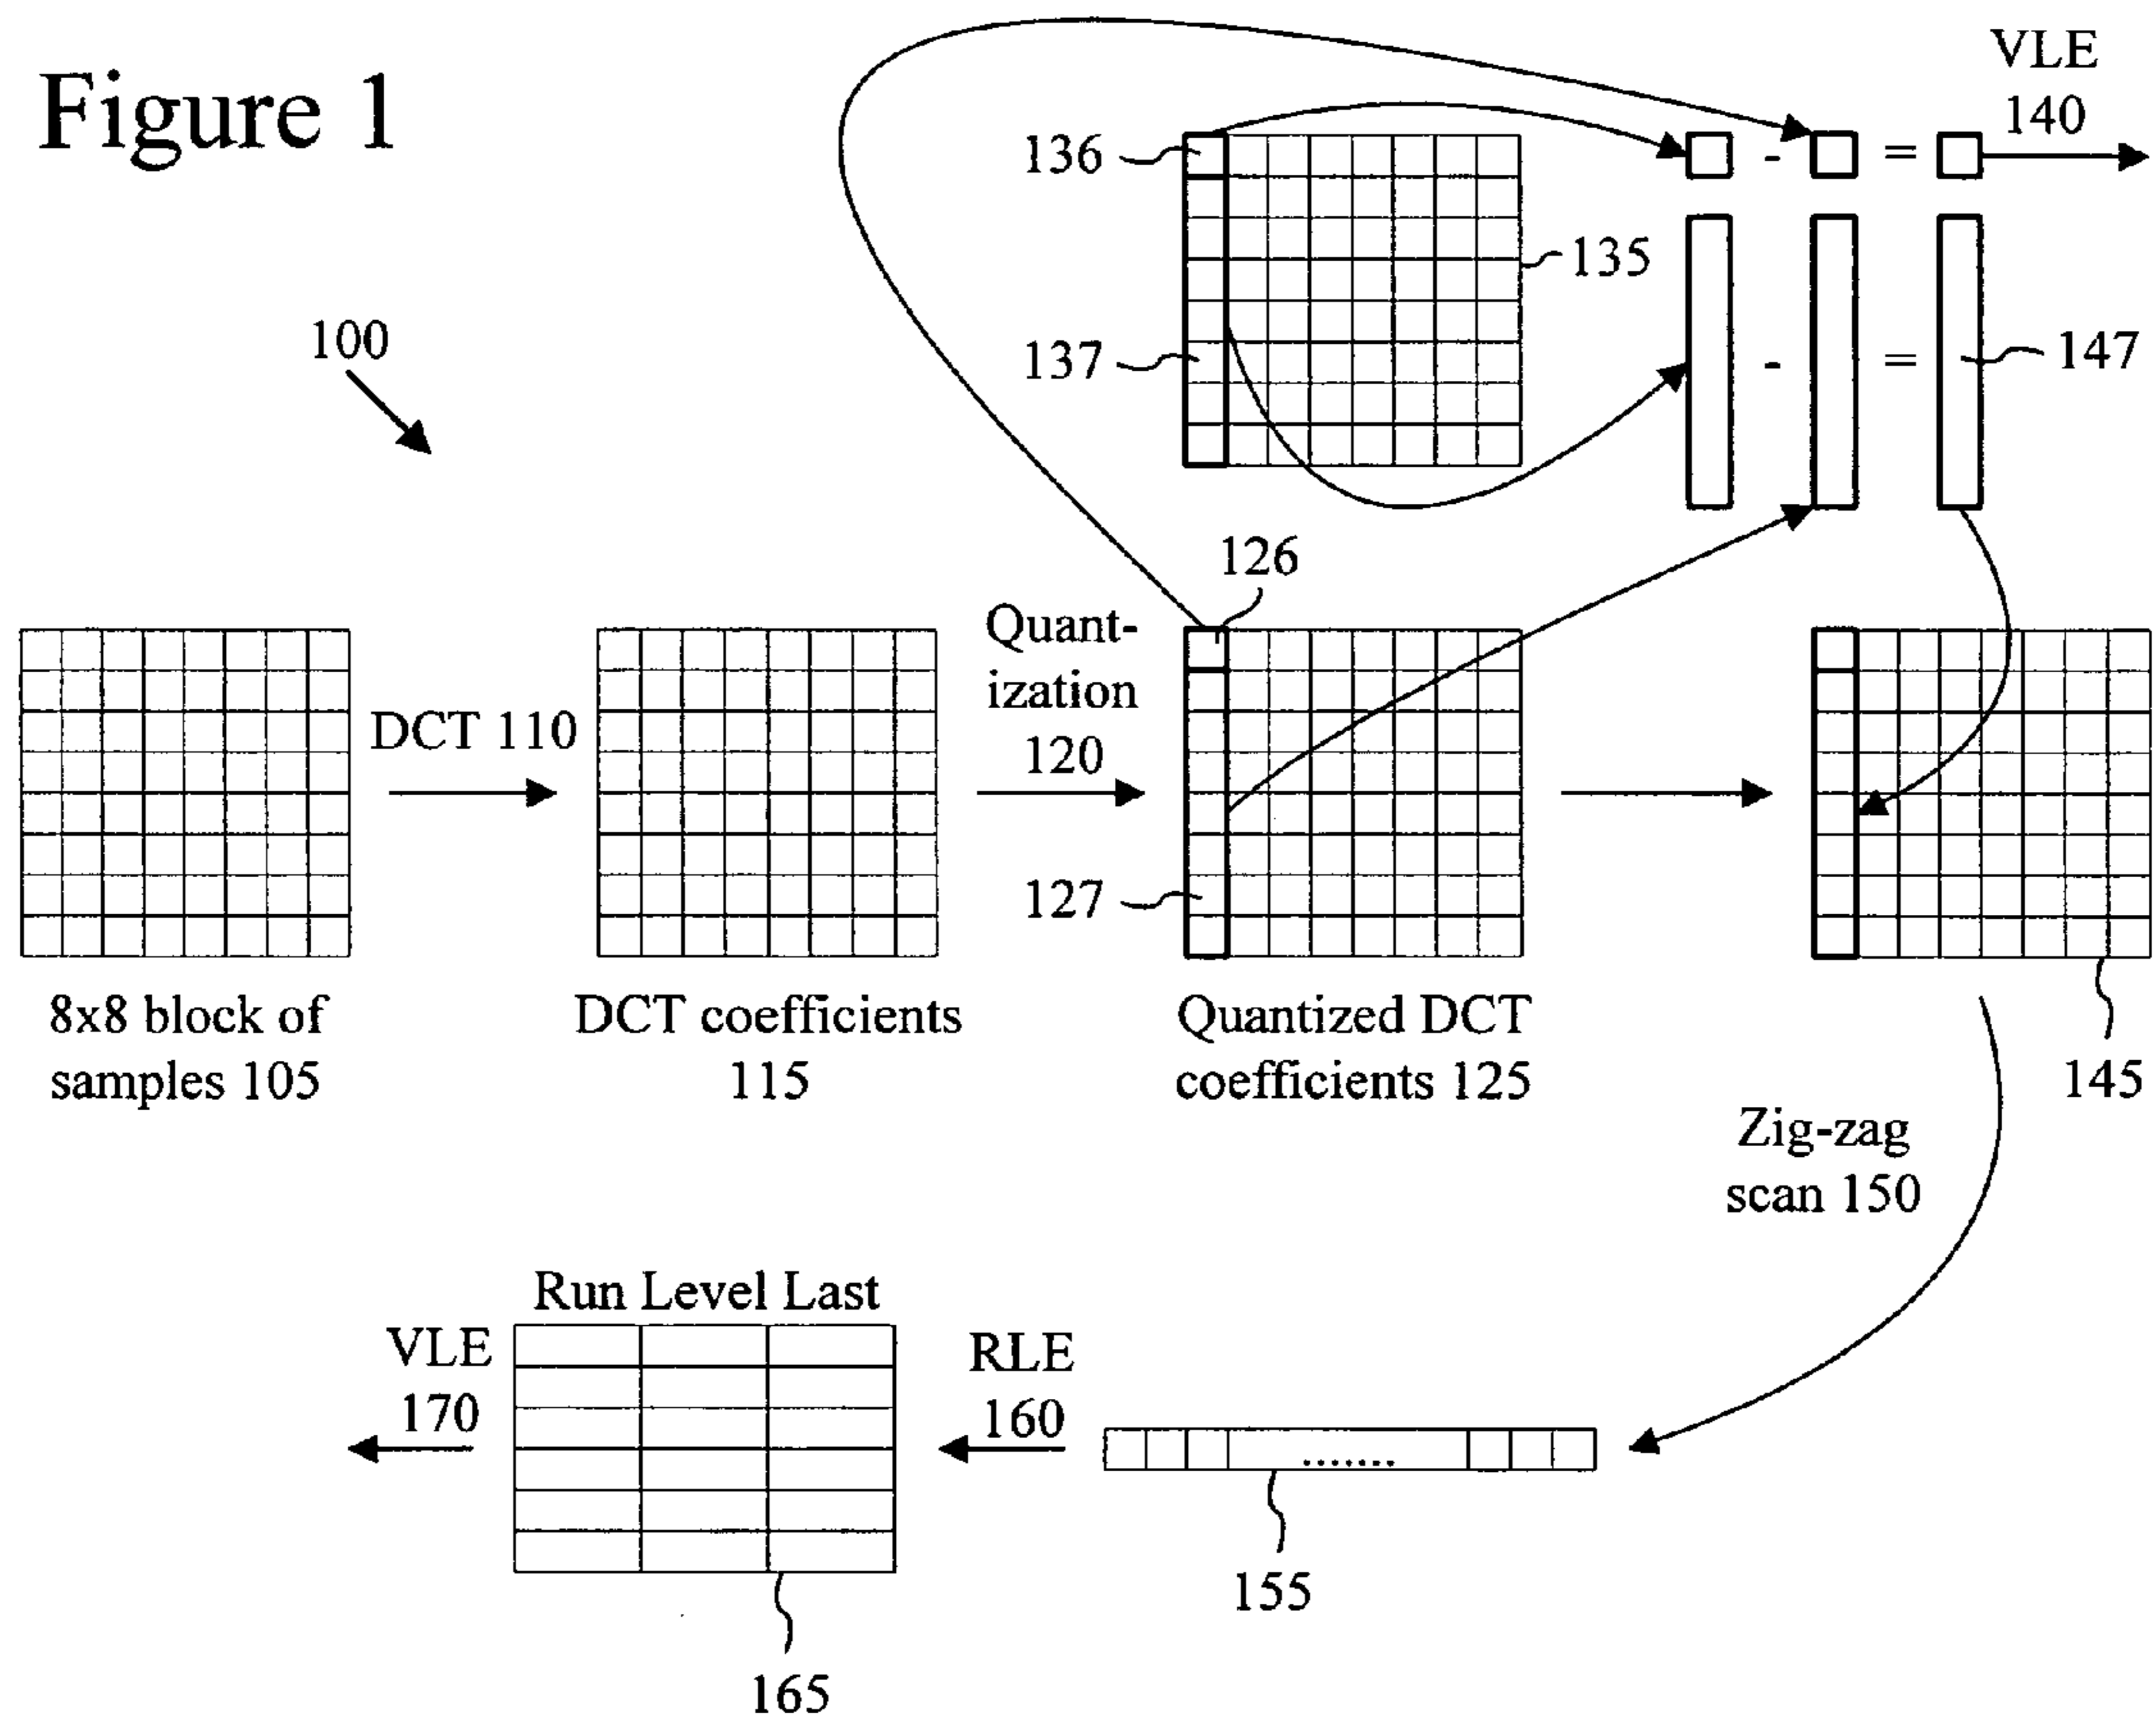 Figure 1
VLE
140
136
135
137
147
100
126
Quant-
ization
120
DCT 110
127
8x8 block of
samples 105
DCT coefficients
115
Quantized DCT
coefficients 125
145
Zig-zag
scan 150
Run Level Last
VLE
170
RLE
160
155
165
- =
- =
.......